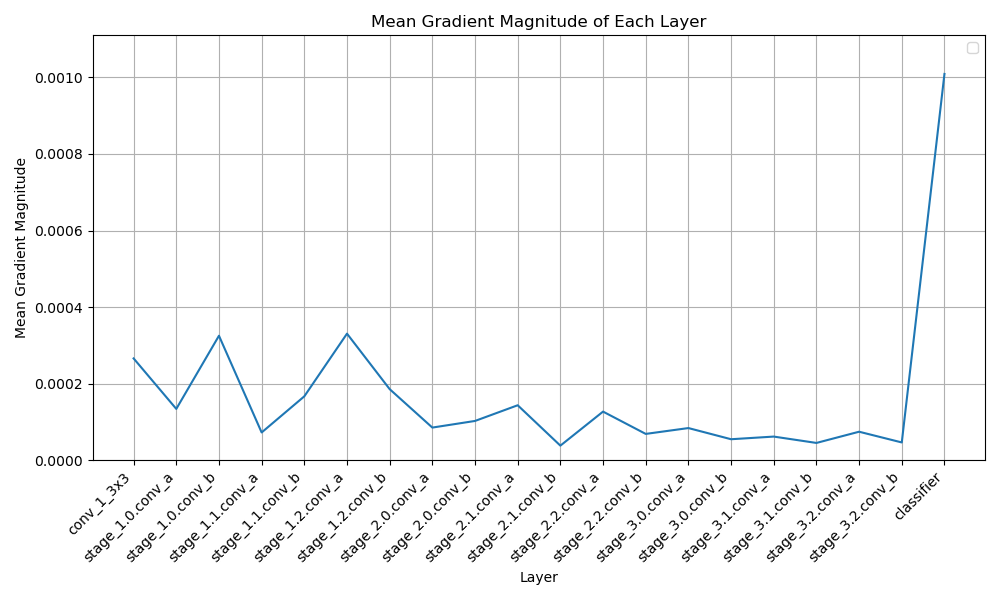 Mean Gradient Magnitude of Each Layer
0.0010
0.0008
0.0006
0.0004
0.0002
0.0000
Mean Gradient Magnitude
conv_1_3x3
stage_1.0.conv_a
stage_1.0.conv_b
stage_1.1.conv_a
stage_1.1.conv_b
stage_1.2.conv_a
stage_1.2.conv_b
stage_2.0.conv_a
stage_2.0.conv_b
stage_2.1.conv_a
stage_2.1.conv_b
stage_2.2.conv_a
stage_2.2.conv_b
stage_3.0.conv_a
stage_3.0.conv_b
stage_3.1.conv_a
stage_3.1.conv_b
stage_3.2.conv_a
stage_3.2.conv_b
classifier
Layer